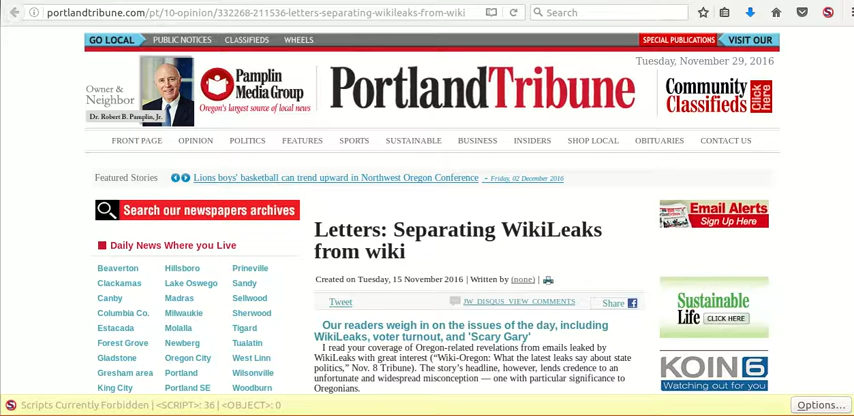 portlandtribune.com/pt/10-opinion/332268-211536-letters-separating-wikileaks-from-wiki
Search
GO LOCAL PUBLIC NOTICES CLASSIFIEDS WHEELS SPECIAL PUBLICATIONS VISIT OUR
Tuesday, November 29, 2016
Owner &
Neighbor
Dr. Robert B. Pamplin, Jr.
Pamplin
Media Group
Oregon's largest source of local news
PortlandTribune
Community
Classifieds
Click here
FRONT PAGE OPINION POLITICS FEATURES SPORTS SUSTAINABLE BUSINESS INSIDERS SHOP LOCAL OBITUARIES CONTACT US
Featured Stories Lions boys' basketball can trend upward in Northwest Oregon Conference - Friday, 02 December 2016
Search our newspapers archives
Daily News Where you Live
Beaverton Hillsboro Prineville
Clackamas Lake Oswego Sandy
Canby Madras Sellwood
Columbia Co. Milwaukie Sherwood
Estacada Molalla Tigard
Forest Grove Newberg Tualatin
Gladstone Oregon City West Linn
Gresham area Portland Wilsonville
King City Portland SE Woodburn
Letters: Separating WikiLeaks
from wiki
Created on Tuesday, 15 November 2016 | Written by (none) |
Tweet JW_DISQUS_VIEW_COMMENTS Share
Our readers weigh in on the issues of the day, including
WikiLeaks, voter turnout, and 'Scary Gary'
I read your coverage of Oregon-related revelations from emails leaked by
WikiLeaks with great interest (“Wiki-Oregon: What the latest leaks say about state
politics,” Nov. 8 Tribune). The story's headline, however, lends credence to an
unfortunate and widespread misconception — one with particular significance to
Oregonians.
Email Alerts
Sign Up Here
Sustainable
Life CLICK HERE
KOIN 6
Watching out for you
Scripts Currently Forbidden | <SCRIPT>: 36 | <OBJECT>: 0
Options...